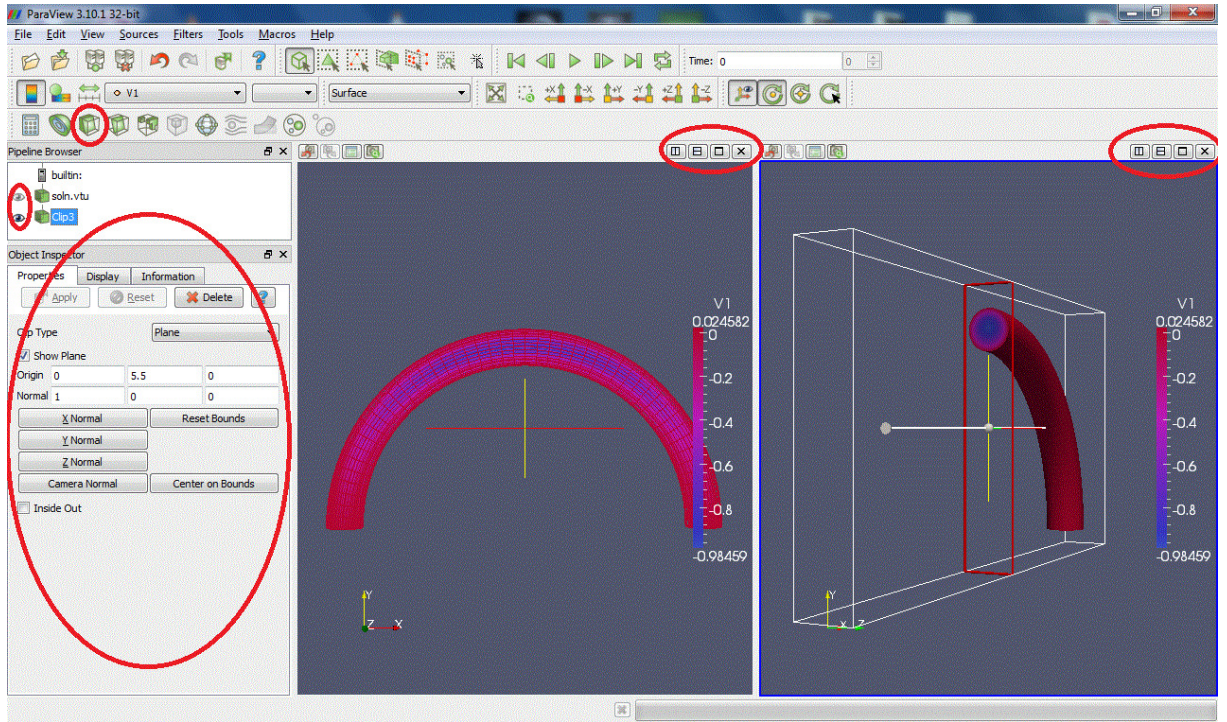 ParaView 3.10.1 32-bit
File Edit View Sources Filters Tools Macros Help
Time: 0 0
V1 Surface +X -X +Y -Y +Z -Z
Pipeline Browser
builtin:
soln.vtu
Clip3
Object Inspector
Properties Display Information
Apply Reset Delete ?
Clip Type Plane
Show Plane
Origin 0 5.5 0
Normal 1 0 0
X Normal Reset Bounds
Y Normal
Z Normal
Camera Normal Center on Bounds
Inside Out
V1
0.024582
0
-0.2
-0.4
-0.6
-0.8
-0.98459
Y
Z X
V1
0.024582
0
-0.2
-0.4
-0.6
-0.8
-0.98459
Y
X Z